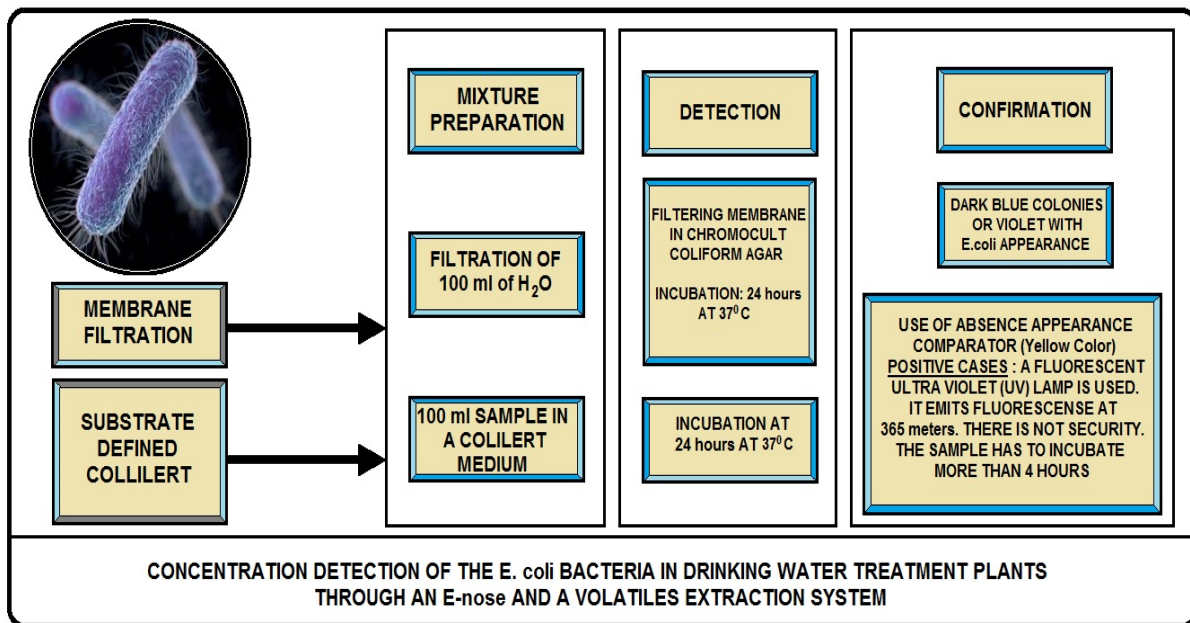 MEMBRANE
FILTRATION
SUBSTRATE
DEFINED
COLLILERT
MIXTURE
PREPARATION
FILTRATION OF
100 ml of H₂O
100 ml SAMPLE IN
A COLILERT
MEDIUM
DETECTION
FILTERING MEMBRANE
IN CHROMOCULT
COLIFORM AGAR
INCUBATION: 24 hours
AT 37⁰ C
INCUBATION AT
24 hours AT 37⁰C
CONFIRMATION
DARK BLUE COLONIES
OR VIOLET WITH
E.coli APPEARANCE
USE OF ABSENCE APPEARANCE
COMPARATOR (Yellow Color)
POSITIVE CASES : A FLUORESCENT
ULTRA VIOLET (UV) LAMP IS USED.
IT EMITS FLUORESCENSE AT
365 meters. THERE IS NOT SECURITY.
THE SAMPLE HAS TO INCUBATE
MORE THAN 4 HOURS
CONCENTRATION DETECTION OF THE E. coli BACTERIA IN DRINKING WATER TREATMENT PLANTS
THROUGH AN E-nose AND A VOLATILES EXTRACTION SYSTEM